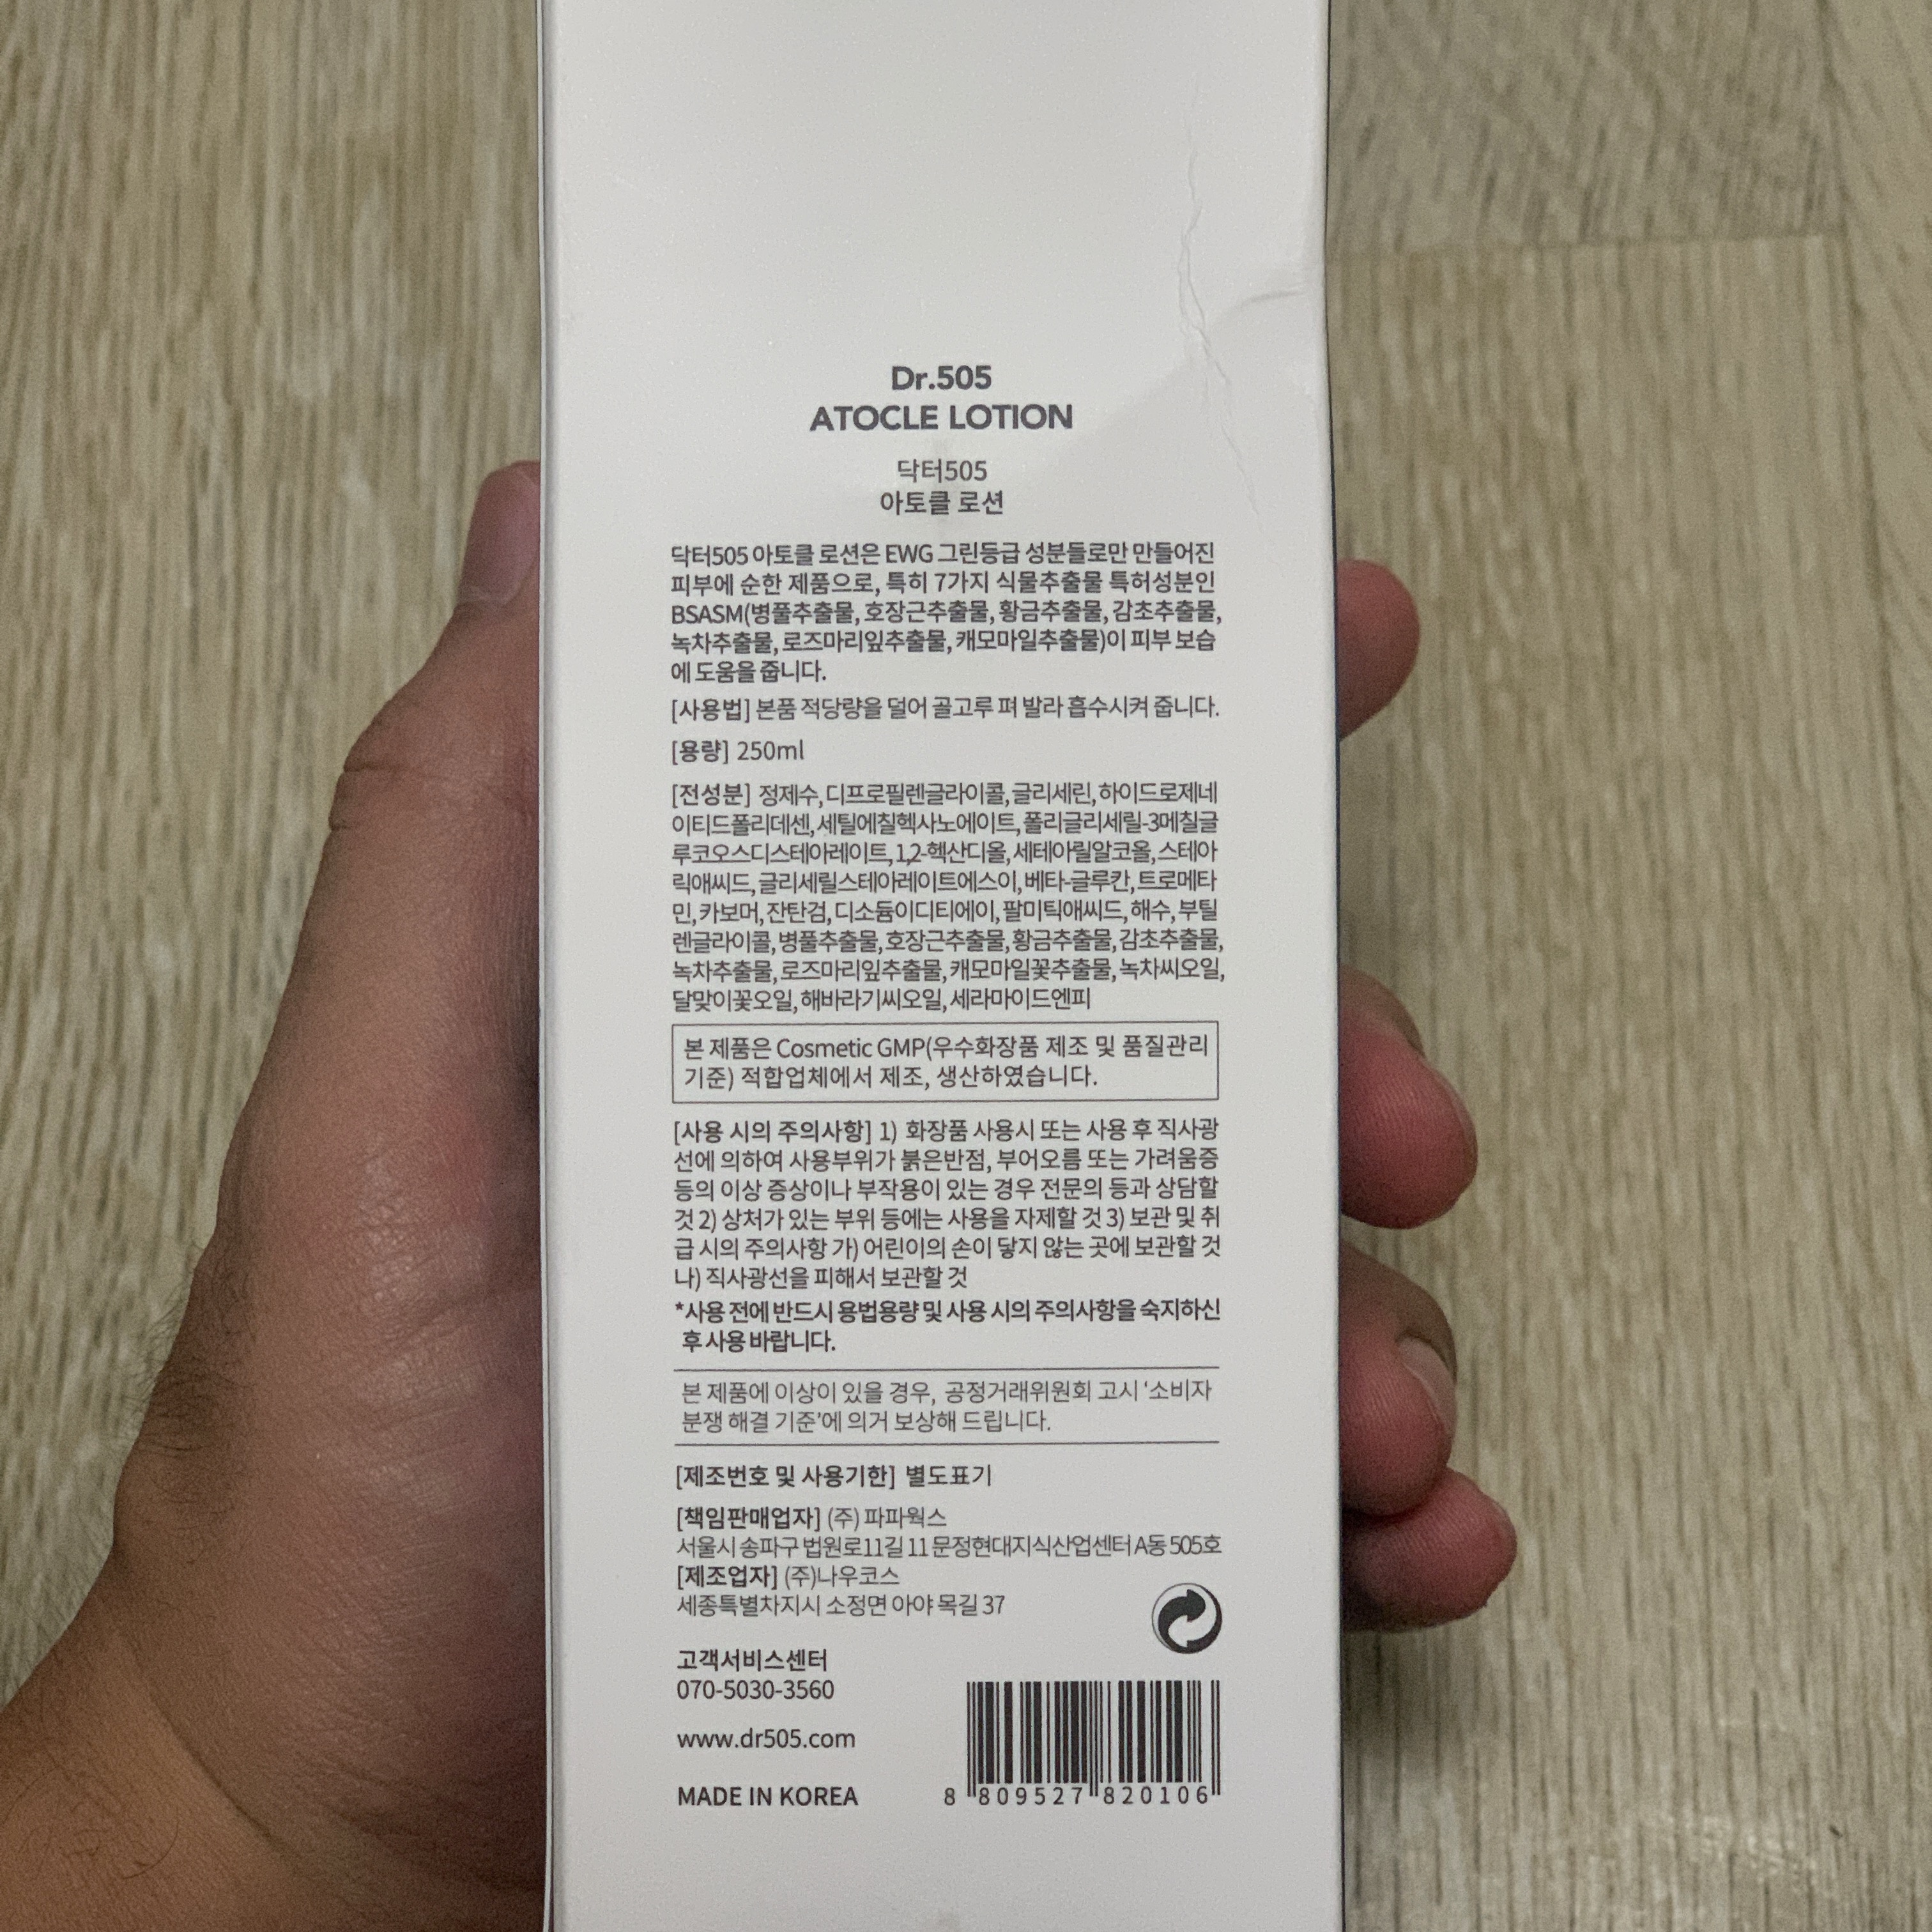 Dr.505
ATOCLE LOTION
닥터505
아토클 로션
닥터505 아토클 로션은 EWG 그린등급 성분들로만 만들어진
피부에 순한 제품으로, 특히 7가지 식물추출물 특허성분인
BSASM(병풀추출물, 호장근추출물, 황금추출물, 감초추출물,
녹차추출물, 로즈마리잎추출물, 캐모마일추출물)이 피부 보습
에 도움을 줍니다.
[사용법] 본품 적당량을 덜어 골고루 펴 발라 흡수시켜 줍니다.
[용량] 250ml
[전성분] 정제수, 디프로필렌글라이콜, 글리세린, 하이드로제네
이티드폴리데센, 세틸에칠헥사노에이트, 폴리글리세릴-3메칠글
루코오스디스테아레이트, 1,2-헥산디올, 세테아릴알코올, 스테아
릭애씨드, 글리세릴스테아레이트에스이, 베타-글루칸, 트로메타
민, 카보머, 잔탄검, 디소듐이디티에이, 팔미틱애씨드, 해수, 부틸
렌글라이콜, 병풀추출물, 호장근추출물, 황금추출물, 감초추출물,
녹차추출물, 로즈마리잎추출물, 캐모마일꽃추출물, 녹차씨오일,
달맞이꽃오일, 해바라기씨오일, 세라마이드엔피
본 제품은 Cosmetic GMP(우수화장품 제조 및 품질관리
기준) 적합업체에서 제조, 생산하였습니다.
[사용 시의 주의사항] 1) 화장품 사용시 또는 사용 후 직사광
선에 의하여 사용부위가 붉은반점, 부어오름 또는 가려움증
등의 이상 증상이나 부작용이 있는 경우 전문의 등과 상담할
것 2) 상처가 있는 부위 등에는 사용을 자제할 것 3) 보관 및 취
급 시의 주의사항 가) 어린이의 손이 닿지 않는 곳에 보관할 것
나) 직사광선을 피해서 보관할 것
*사용 전에 반드시 용법용량 및 사용 시의 주의사항을 숙지하신
후 사용 바랍니다.
본 제품에 이상이 있을 경우, 공정거래위원회 고시 '소비자
분쟁 해결 기준'에 의거 보상해 드립니다.
[제조번호 및 사용기한] 별도표기
[책임판매업자] (주) 파파웍스
서울시 송파구 법원로11길 11 문정현대지식산업센터 A동 505호
[제조업자] (주)나우코스
세종특별차지시 소정면 아야 목길 37
고객서비스센터
070-5030-3560
www.dr505.com
MADE IN KOREA
8 809527 820106